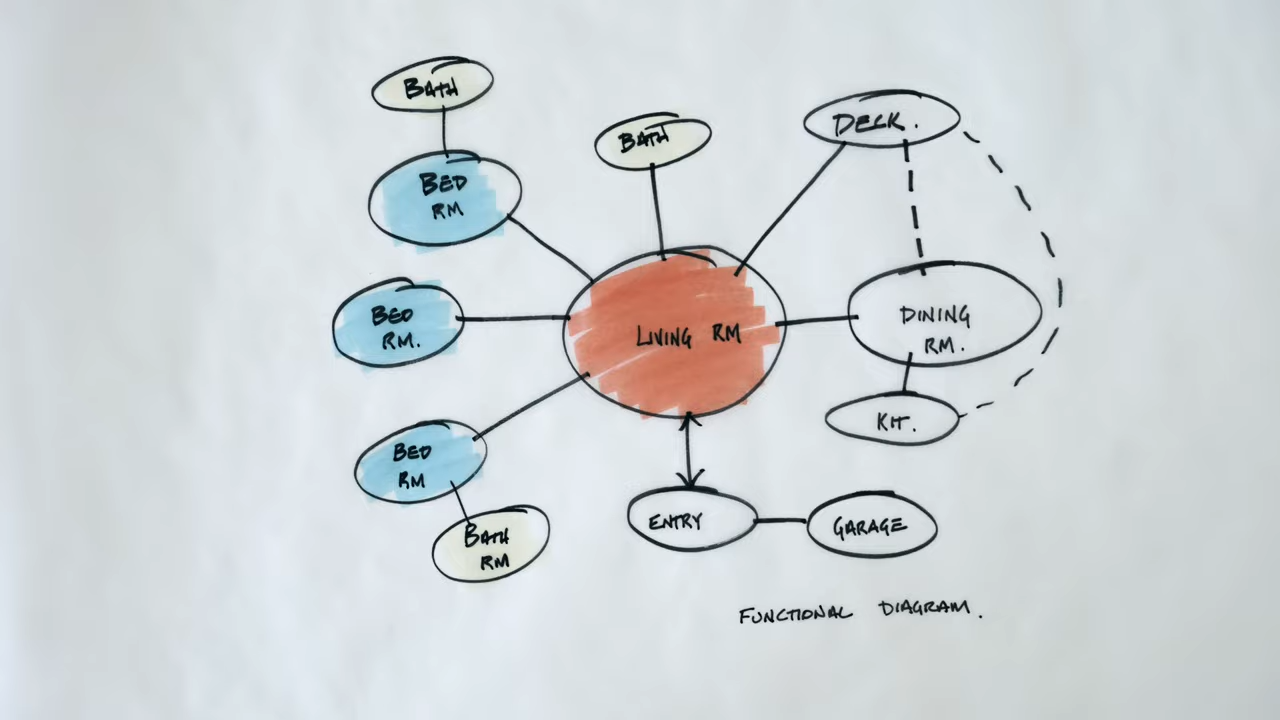 BATH
BED
RM
BATH
DECK.
BED
RM.
LIVING RM
DINING
RM.
KIT.
BED
RM
BATH
RM
ENTRY
GARAGE
FUNCTIONAL DIAGRAM.